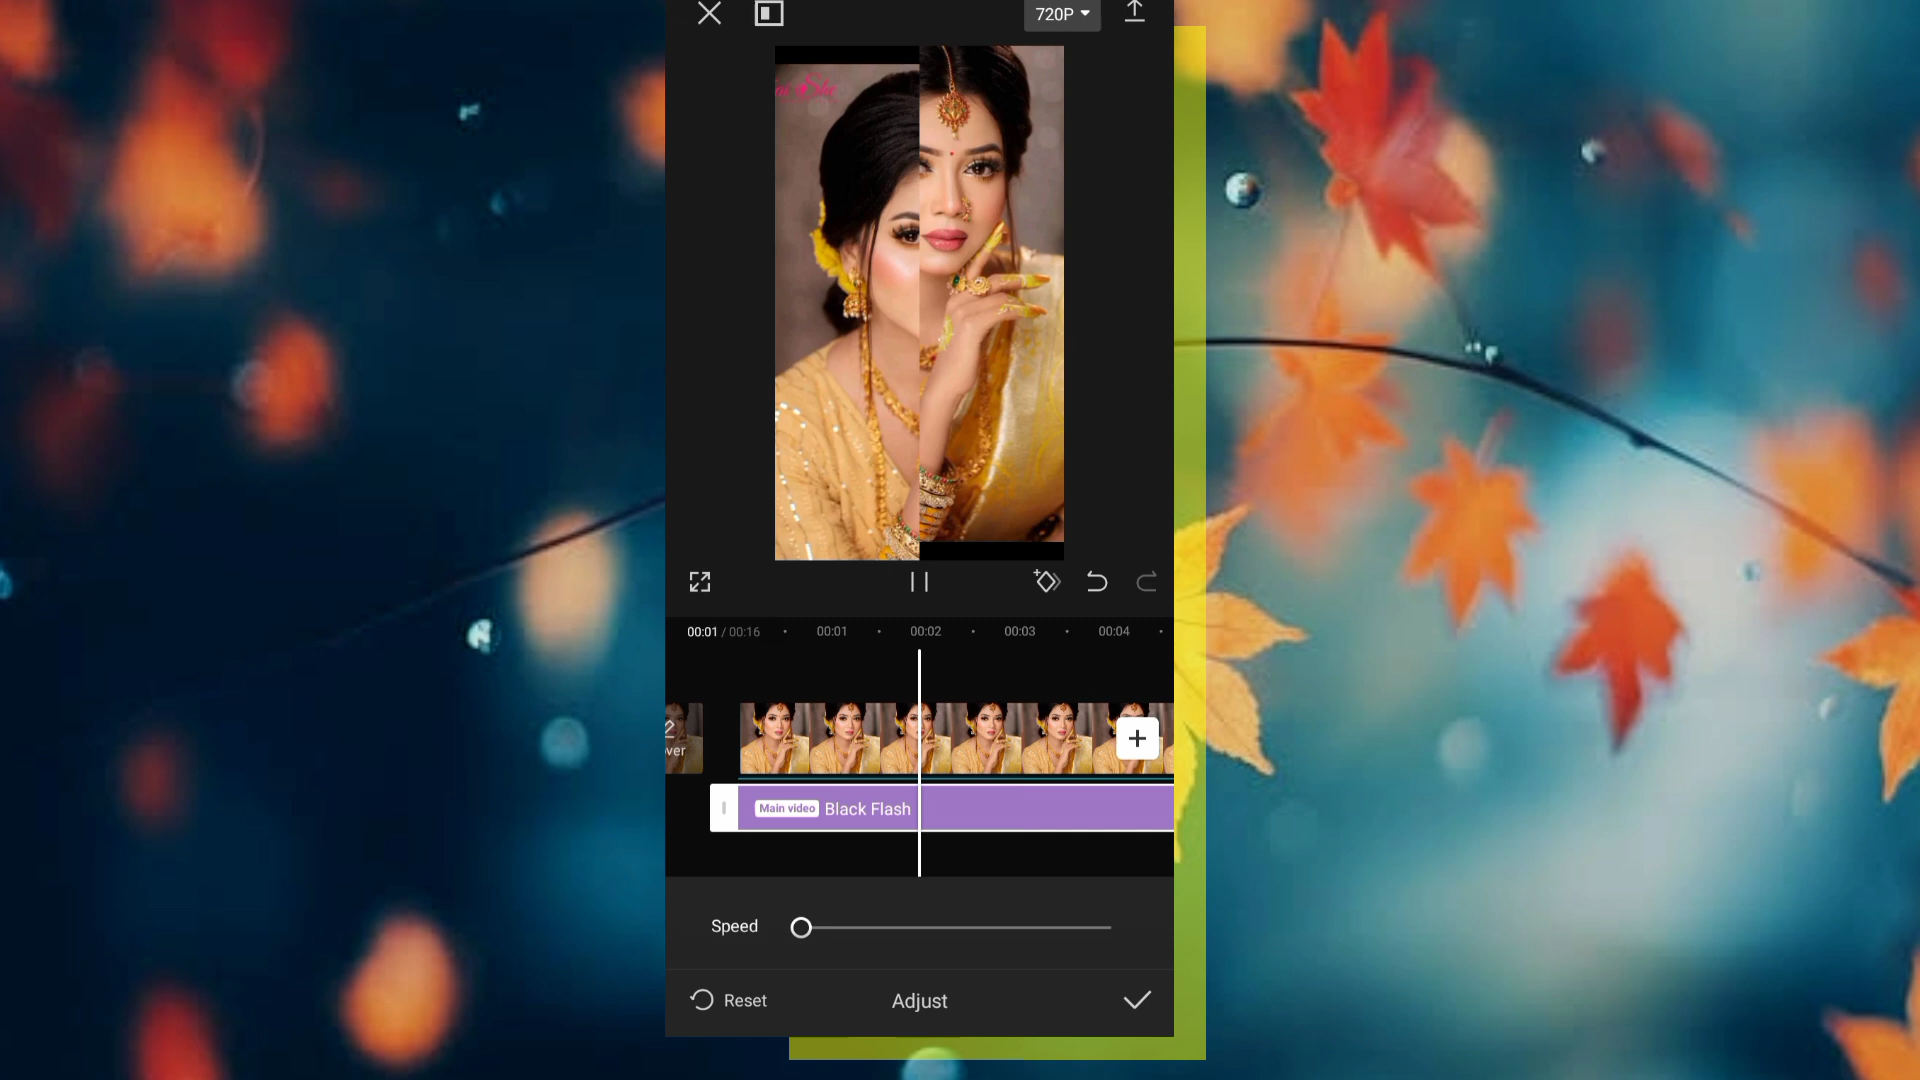 720P
00:01 / 00:16
00:01
00:02
00:03
00:04
ver
Main video Black Flash
Speed
Reset
Adjust